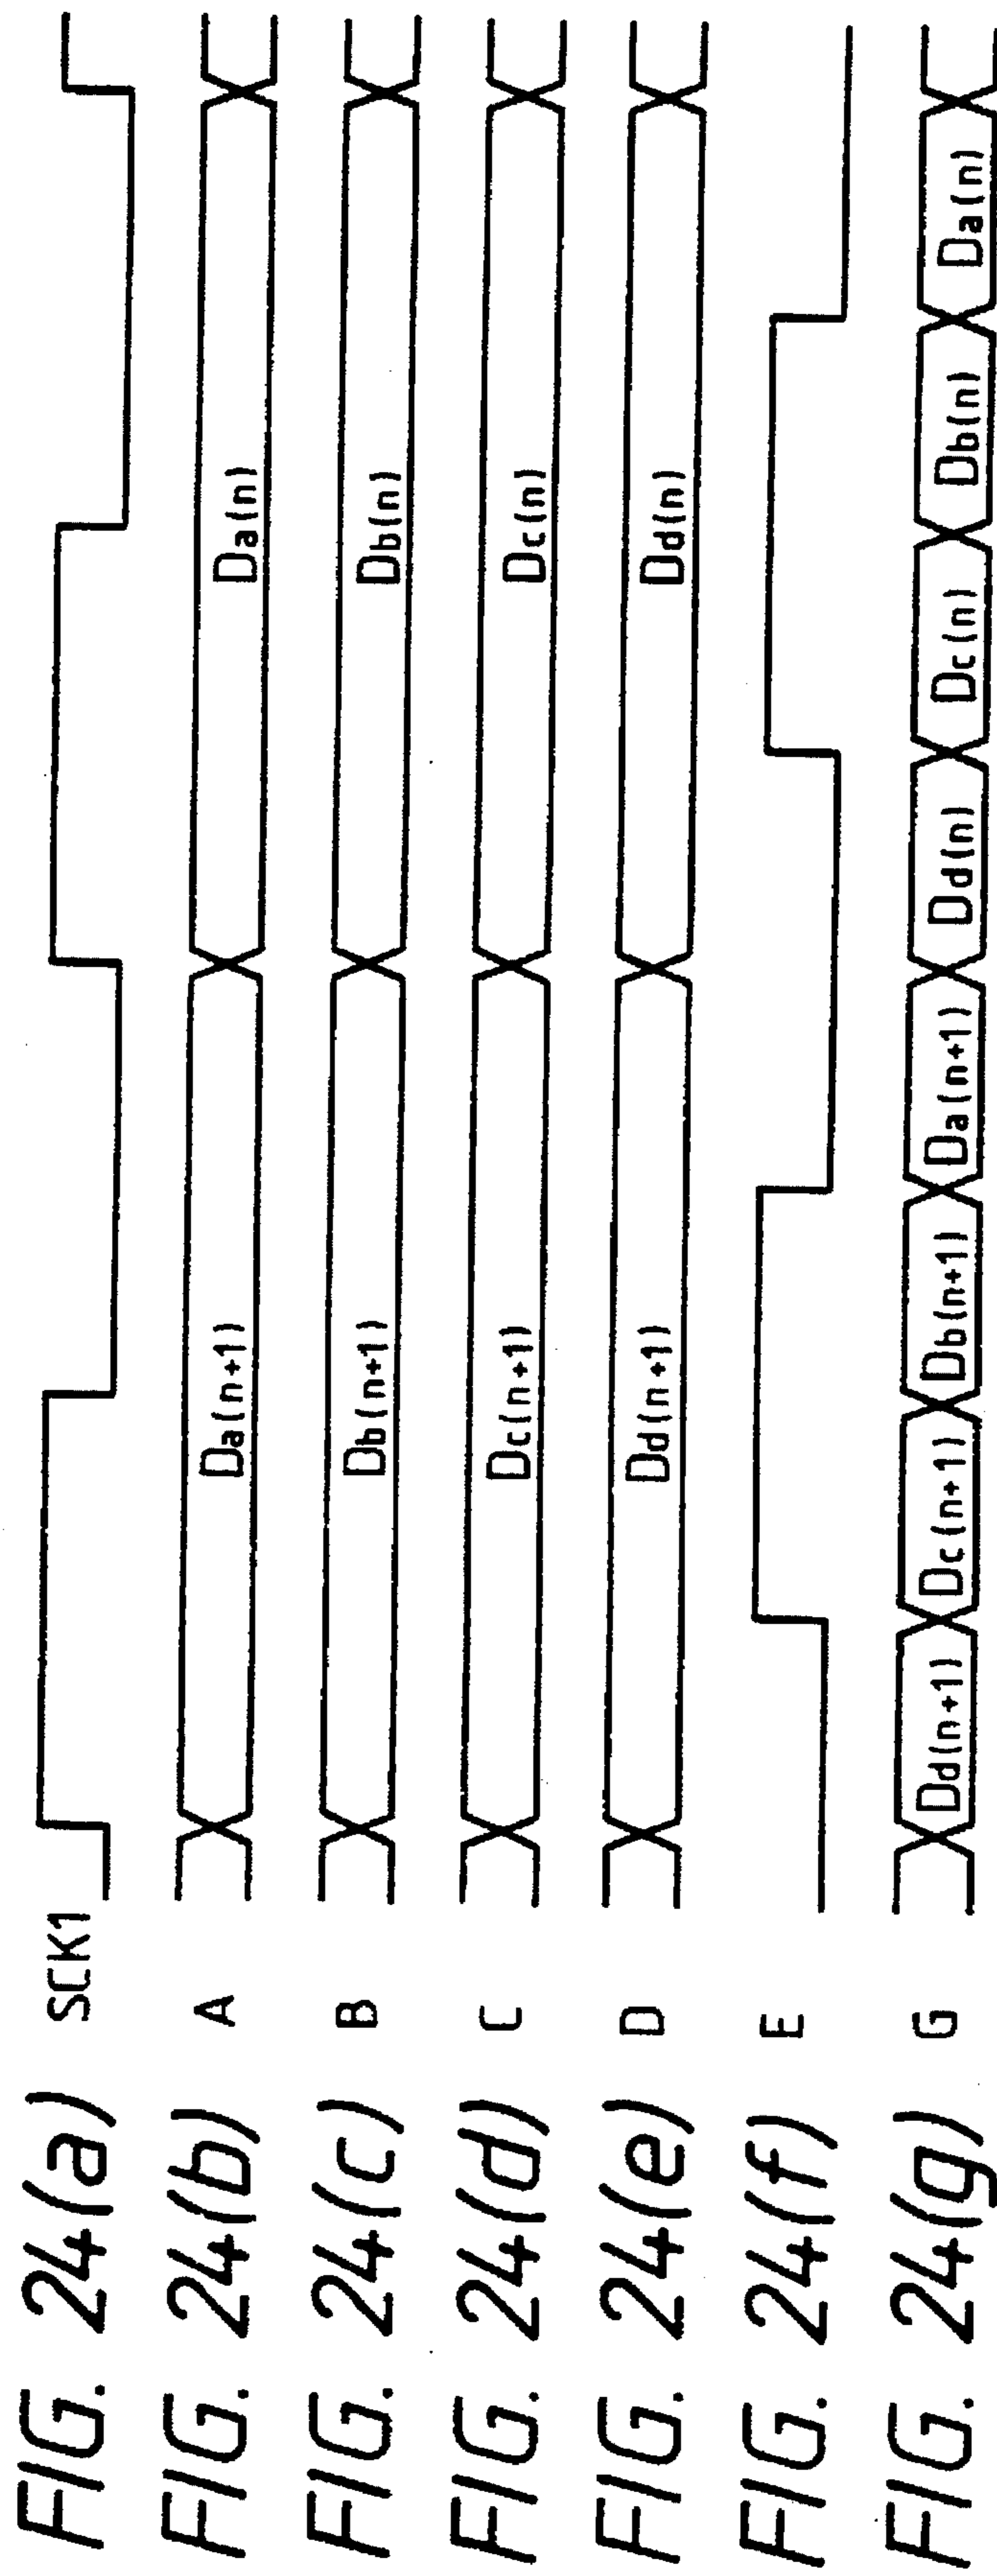 FIG. 24(a) SCK1
FIG. 24(b) A Da(n+1) Da(n)
FIG. 24(c) B Db(n+1) Db(n)
FIG. 24(d) C Dc(n+1) Dc(n)
FIG. 24(e) D Dd(n+1) Dd(n)
FIG. 24(f) E
FIG. 24(g) G Dd(n+1) Dc(n+1) Db(n+1) Da(n+1) Dd(n) Dc(n) Db(n) Da(n)